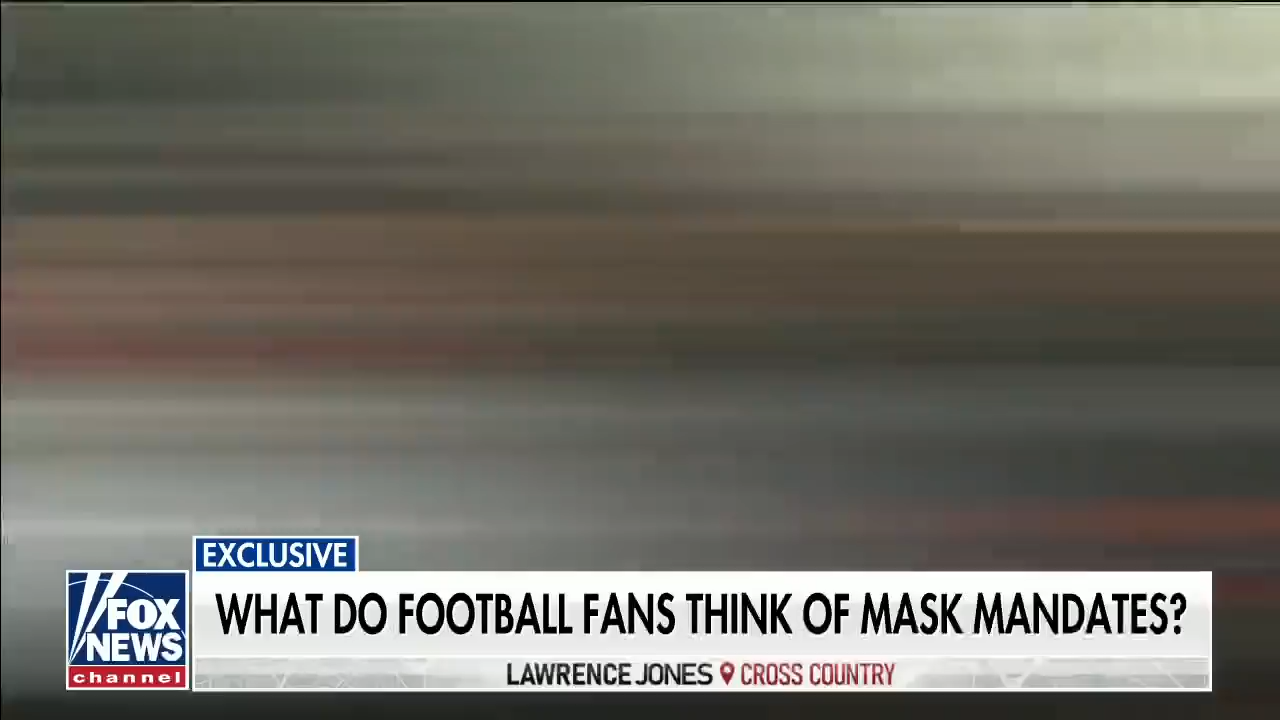 EXCLUSIVE
WHAT DO FOOTBALL FANS THINK OF MASK MANDATES?
FOX
NEWS
channel
LAWRENCE JONES CROSS COUNTRY